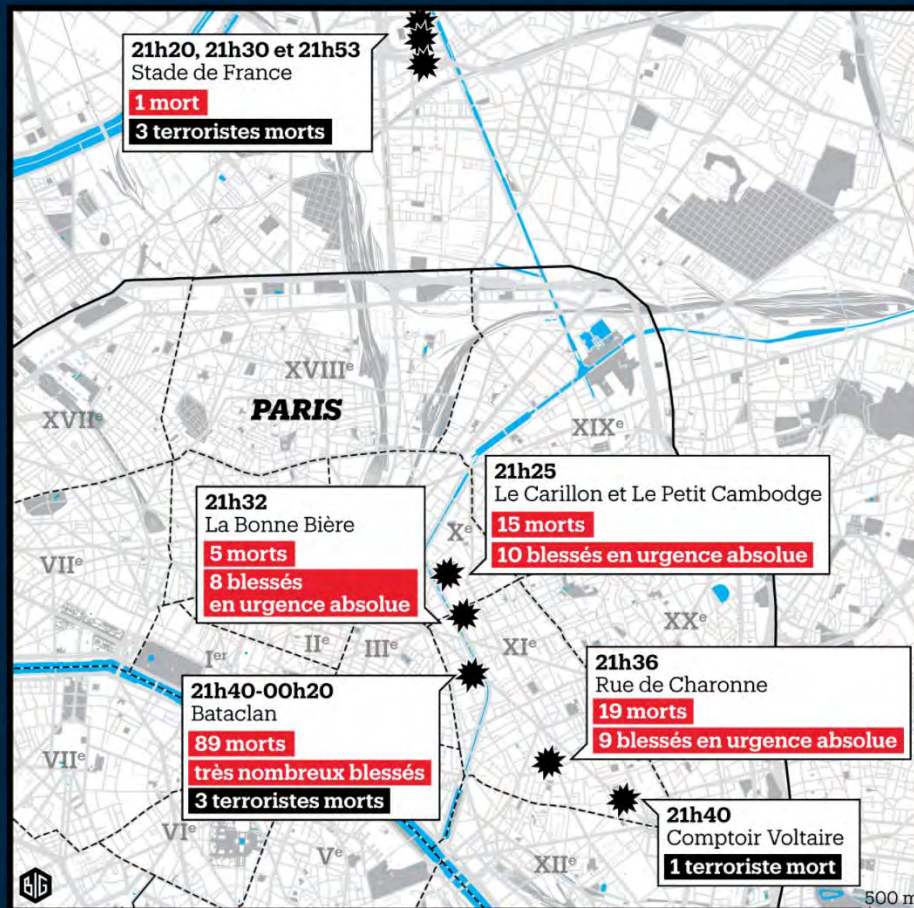 21h20, 21h30 et 21h53
Stade de France
1 mort
3 terroristes morts
XVIIIe
PARIS
XVIIe
XIXe
21h25
Le Carillon et Le Petit Cambodge
15 morts
10 blessés en urgence absolue
21h32
La Bonne Bière
5 morts
8 blessés
en urgence absolue
Xe
VIIe
Ier
IIe
IIIe
XIe
XXe
21h36
Rue de Charonne
19 morts
9 blessés en urgence absolue
21h40-00h20
Bataclan
89 morts
très nombreux blessés
3 terroristes morts
VIIe
VIe
Ve
XIIe
21h40
Comptoir Voltaire
1 terroriste mort
BIG
500 m